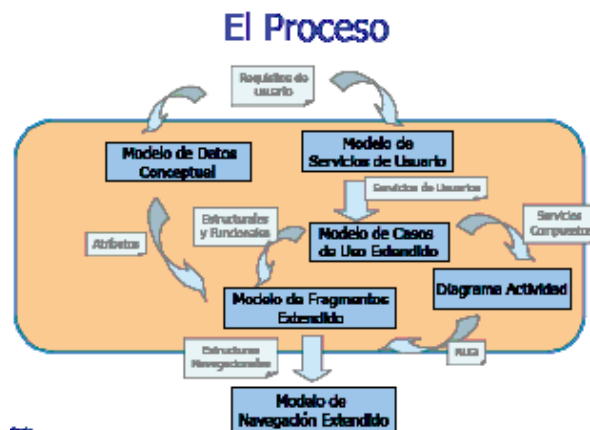 El Proceso
Requisitos de
usuario
Modelo de Datos
Conceptual
Modelo de
Servicios de Usuario
Servicios de Usuarios
Estructurales
y Funcionales
Servicios
Compuestos
Atributos
Modelo de Casos
de Uso Extendido
Modelo de Fragmentos
Extendido
Diagrama Actividad
Estructuras
Navegacionales
Ruta
Modelo de
Navegación Extendido